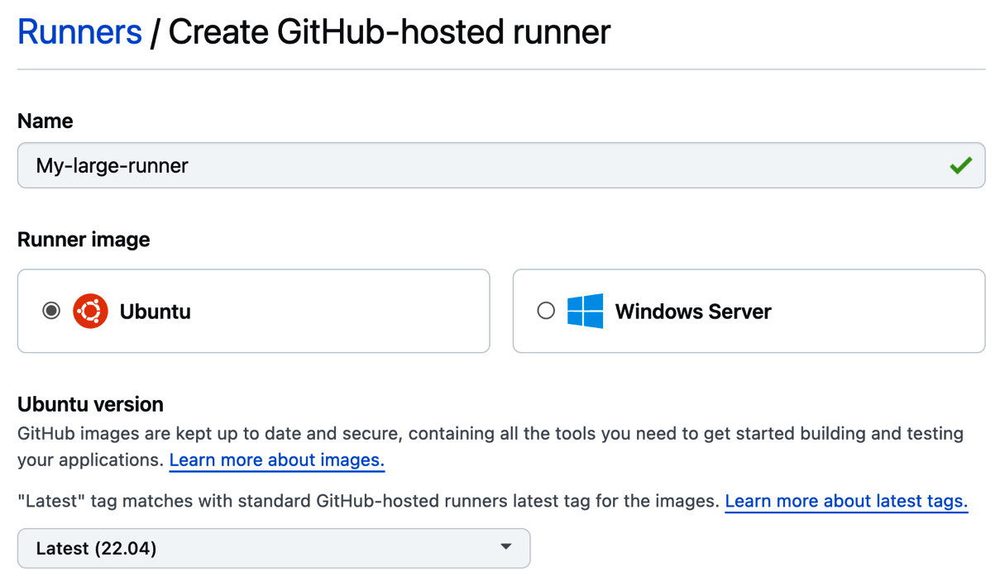 Runners / Create GitHub-hosted runner
Name
My-large-runner
Runner image
Ubuntu
Windows Server
Ubuntu version
GitHub images are kept up to date and secure, containing all the tools you need to get started building and testing
your applications. Learn more about images.
"Latest" tag matches with standard GitHub-hosted runners latest tag for the images. Learn more about latest tags.
Latest (22.04)